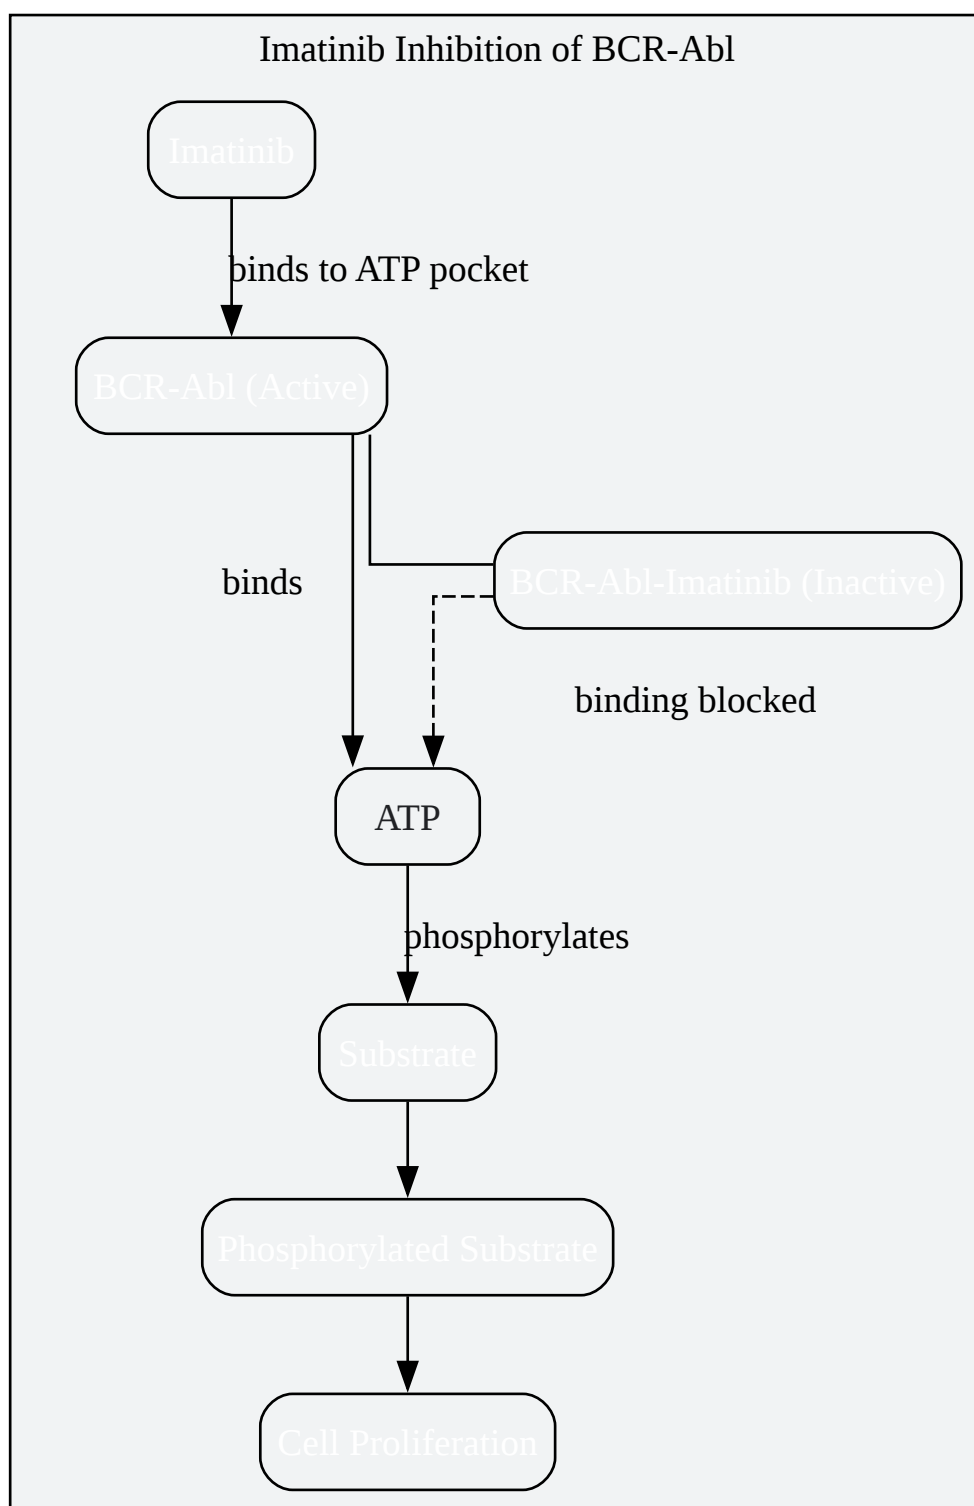 Imatinib Inhibition of BCR-Abl
Imatinib
binds to ATP pocket
BCR-Abl (Active)
binds
BCR-Abl-Imatinib (Inactive)
binding blocked
ATP
phosphorylates
Substrate
Phosphorylated Substrate
Cell Proliferation